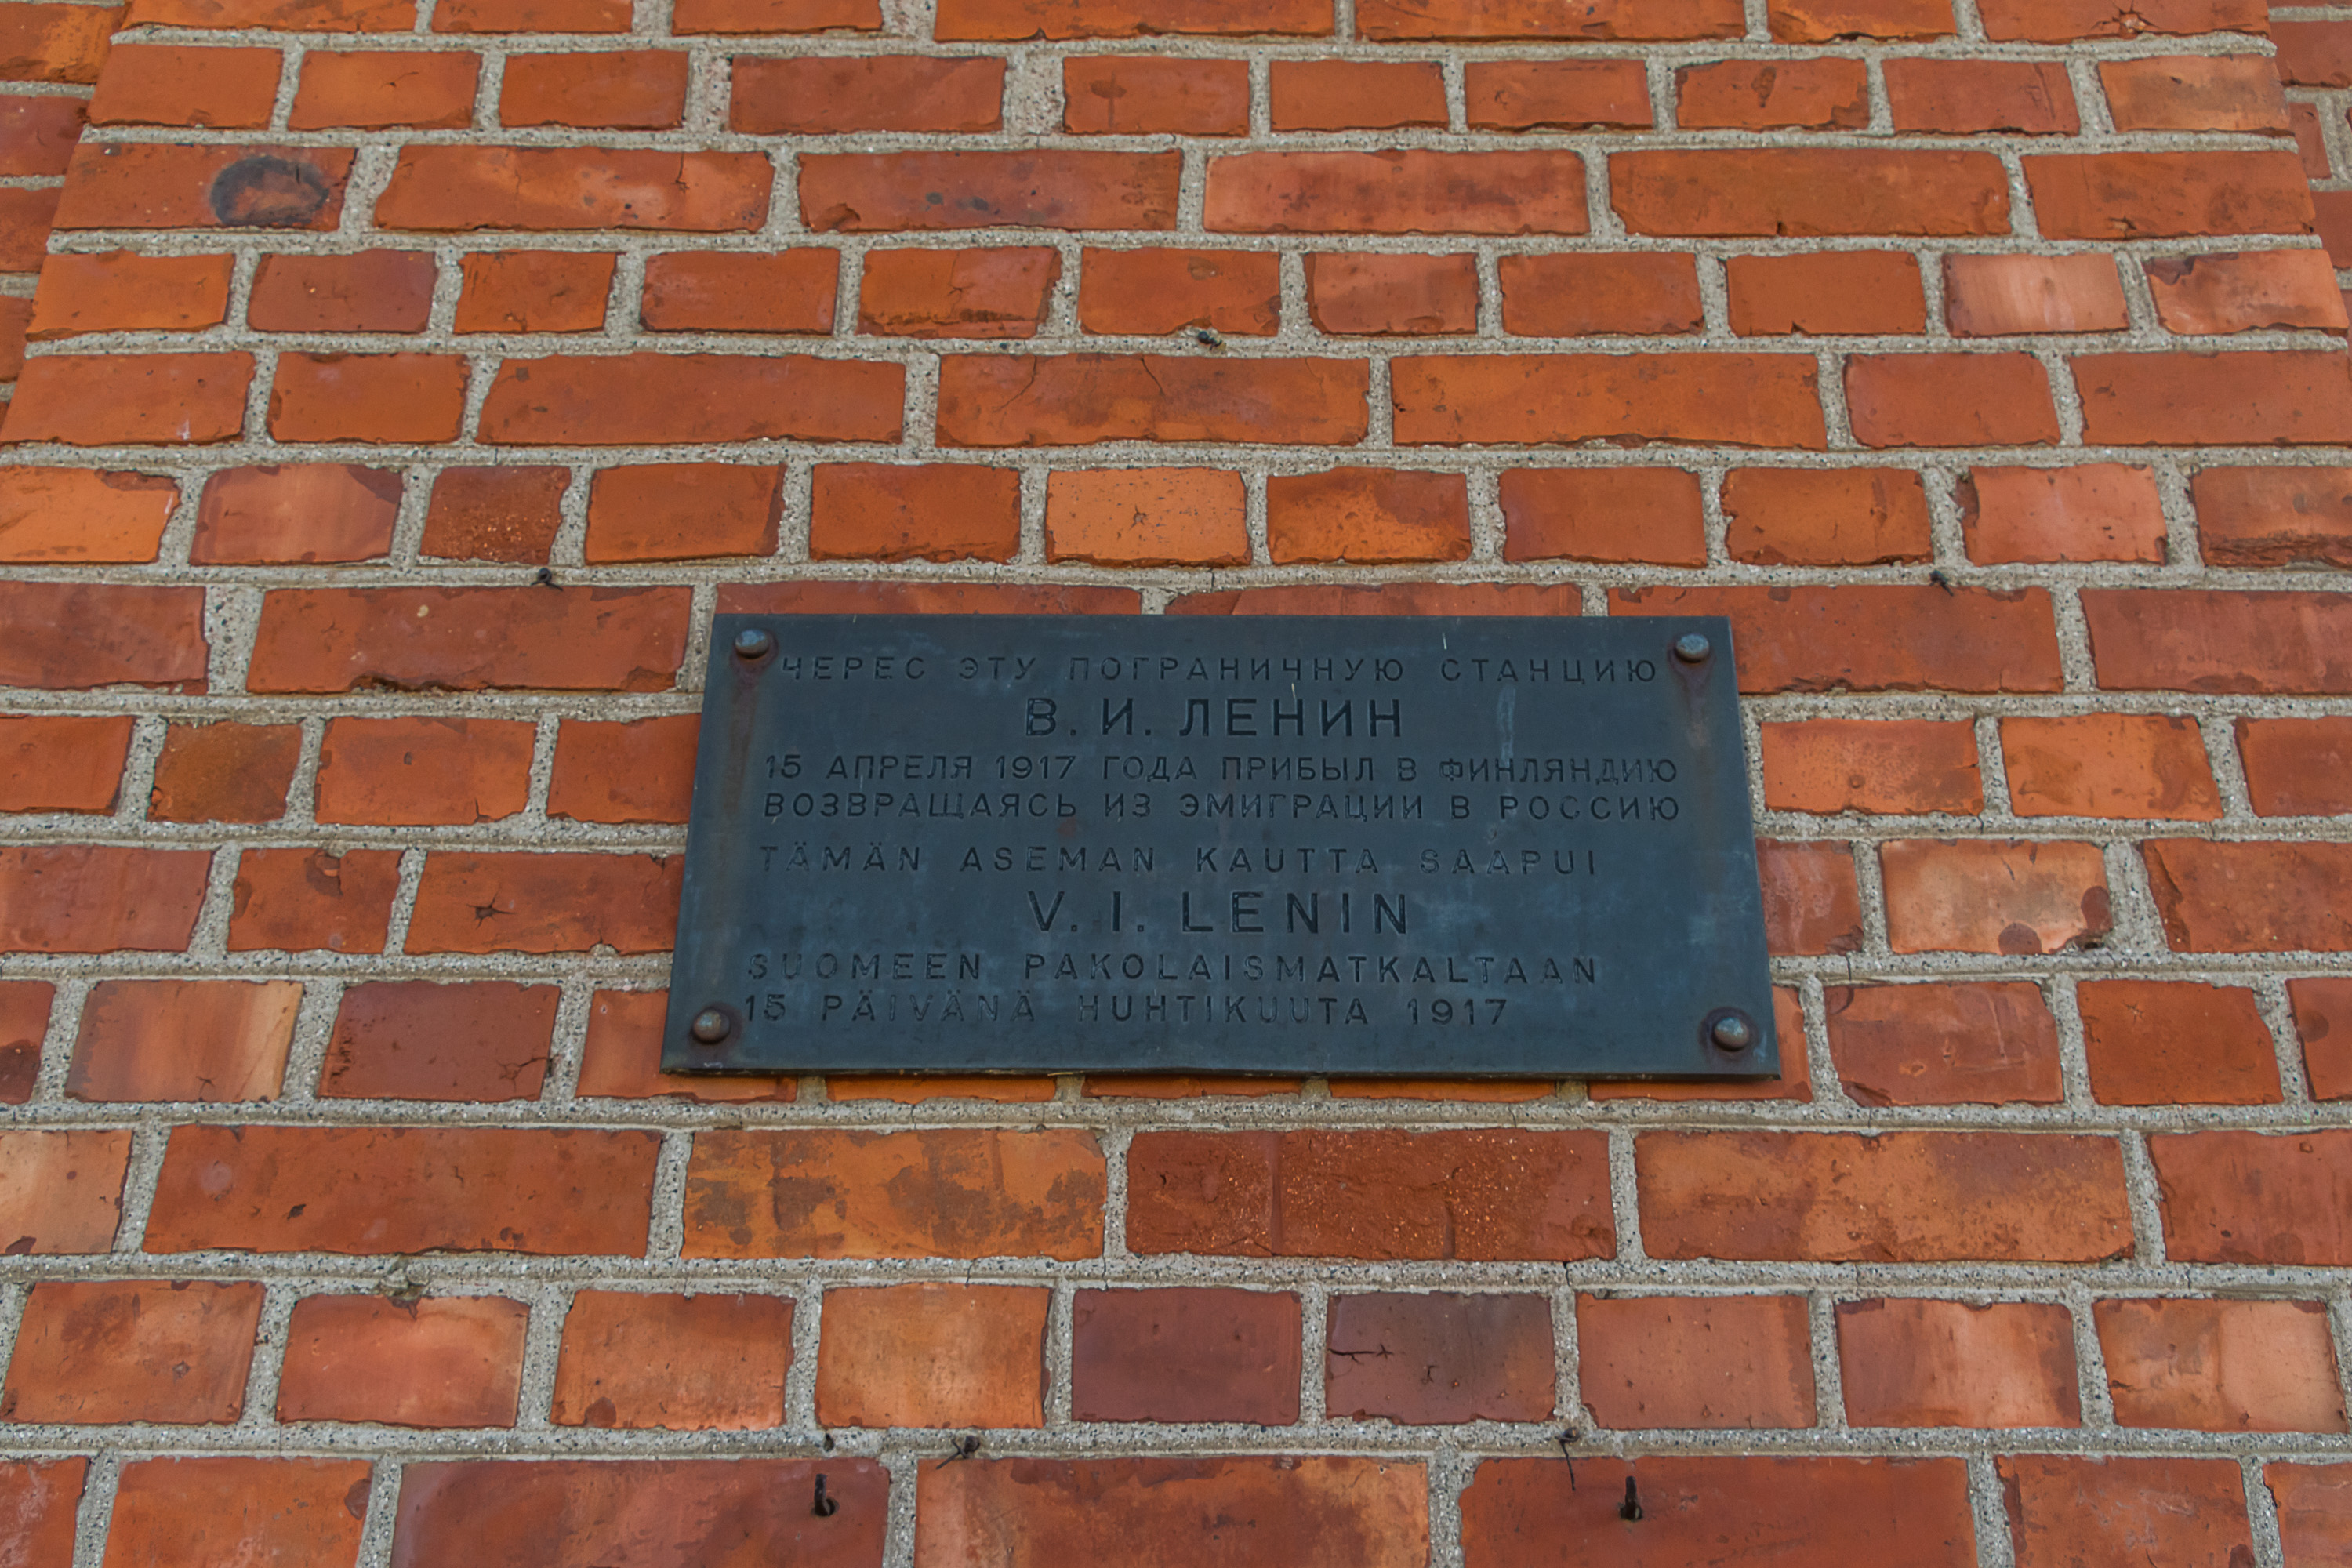 ЧЕРЕС ЭТУ ПОГРАНИЧНУЮ СТАНЦИЮ
В. И. ЛЕНИН
15 АПРЕЛЯ 1917 ГОДА ПРИБЫЛ В ФИНЛЯНДИЮ
ВОЗВРАЩАЯСЬ ИЗ ЭМИГРАЦИИ В РОССИЮ
TÄMÄN ASEMAN KAUTTA SAAPUI
V. I. LENIN
SUOMEEN PAKOLAISMATKALTAAN
15 PÄIVÄNÄ HUHTIKUUTA 1917